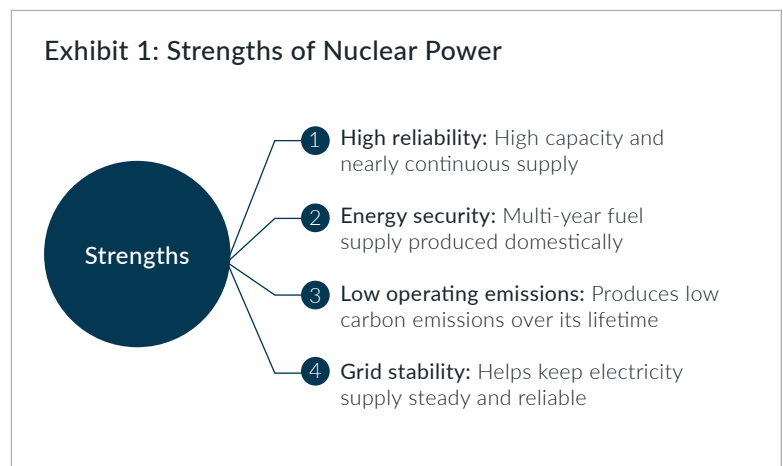 Exhibit 1: Strengths of Nuclear Power
Strengths
1
High reliability: High capacity and
nearly continuous supply
2
Energy security: Multi-year fuel
supply produced domestically
3
Low operating emissions: Produces low
carbon emissions over its lifetime
4
Grid stability: Helps keep electricity
supply steady and reliable